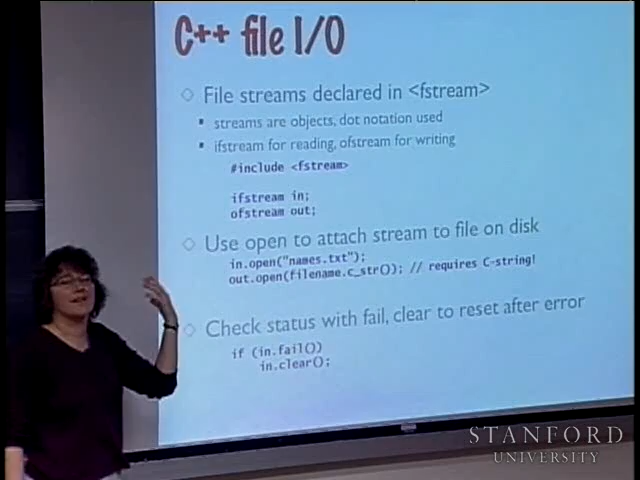 C++ file I/O
◇ File streams declared in <fstream>
▪ streams are objects, dot notation used
▪ ifstream for reading, ofstream for writing
#include <fstream>
ifstream in;
ofstream out;
◇ Use open to attach stream to file on disk
in.open("names.txt");
out.open(filename.c_str()); // requires C-string!
◇ Check status with fail, clear to reset after error
if (in.fail())
in.clear();
STANFORD
UNIVERSITY